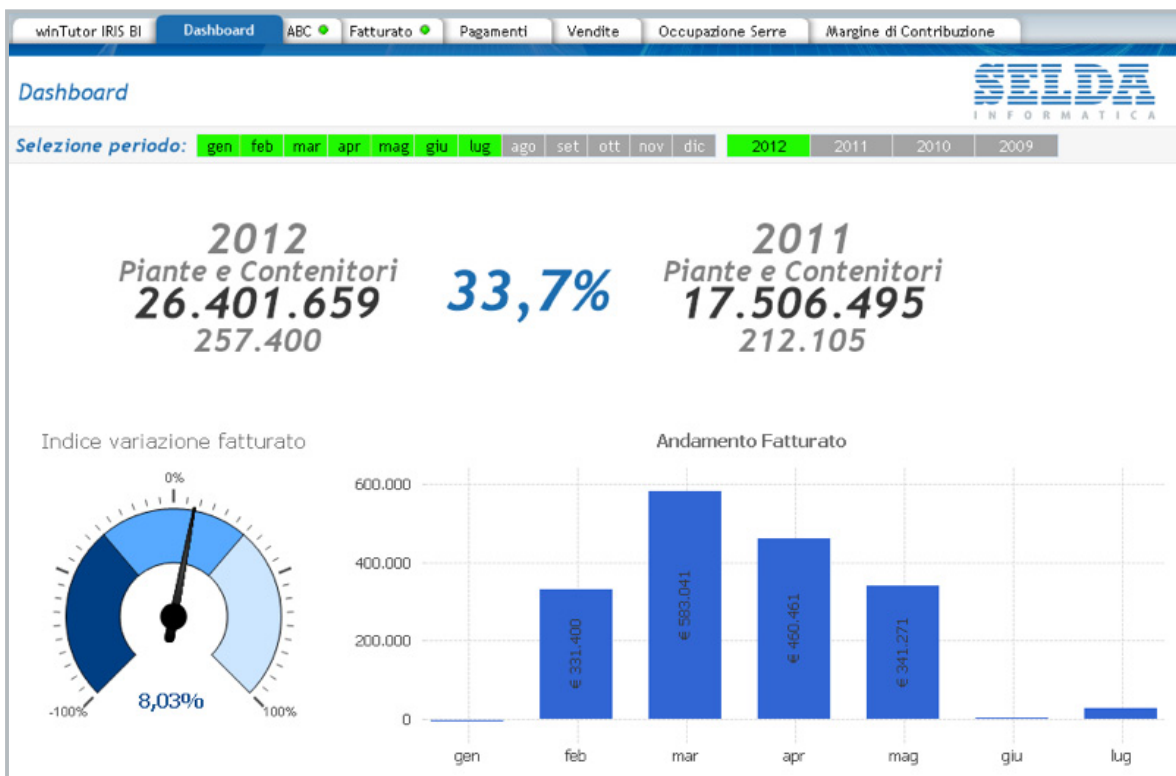 winTutor IRIS BI Dashboard ABC Fatturato Pagamenti Vendite Occupazione Serre Margine di Contribuzione
Dashboard
SELDA
INFORMATICA
Selezione periodo: gen feb mar apr mag giu lug ago set ott nov dic 2012 2011 2010 2009
2012
Piante e Contenitori
26.401.659
257.400
33,7%
2011
Piante e Contenitori
17.506.495
212.105
Indice variazione fatturato
0%
-100%
100%
8,03%
Andamento Fatturato
600.000
400.000
200.000
0
€ 331.400
€ 583.041
€ 460.461
€ 341.271
gen feb mar apr mag giu lug